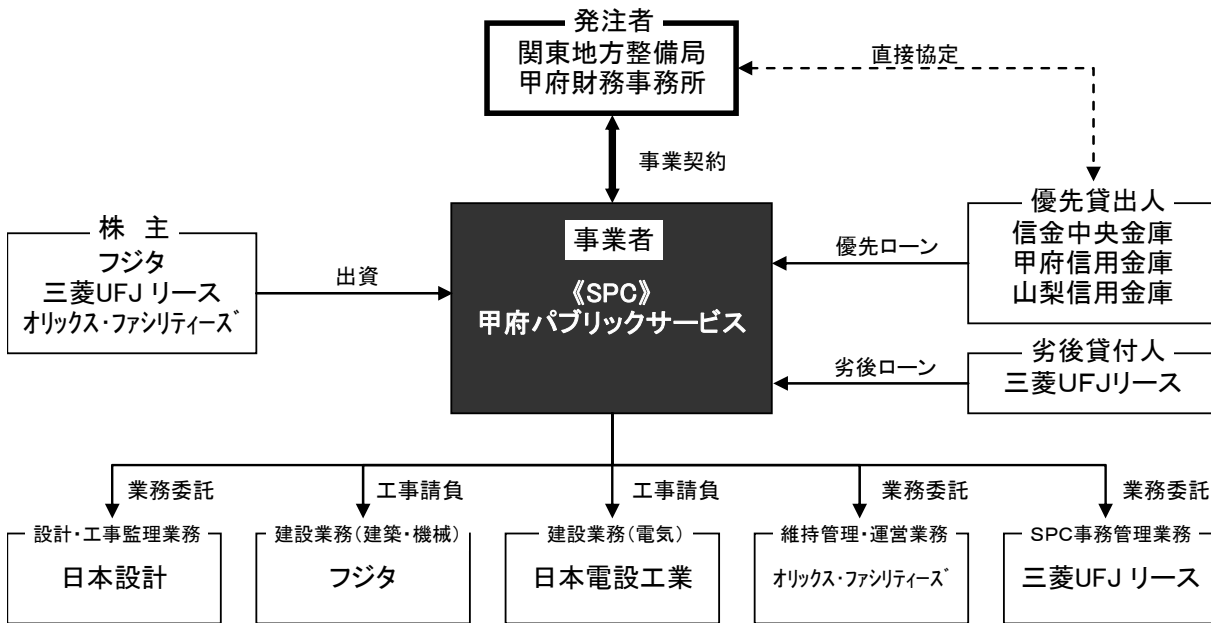 発注者
関東地方整備局
甲府財務事務所
直接協定
事業契約
株 主
フジタ
三菱UFJ リース
ｵﾘｯｸｽ・ﾌｧｼﾘﾃｨｰｽﾞ
出資
事業者
《SPC》
甲府パブリックサービス
優先ローン
優先貸出人
信金中央金庫
甲府信用金庫
山梨信用金庫
劣後ローン
劣後貸付人
三菱UFJリース
業務委託
工事請負
工事請負
業務委託
業務委託
設計・工事監理業務
日本設計
建設業務(建築・機械)
フジタ
建設業務(電気)
日本電設工業
維持管理・運営業務
ｵﾘｯｸｽ・ﾌｧｼﾘﾃｨｰｽﾞ
SPC事務管理業務
三菱UFJ リース